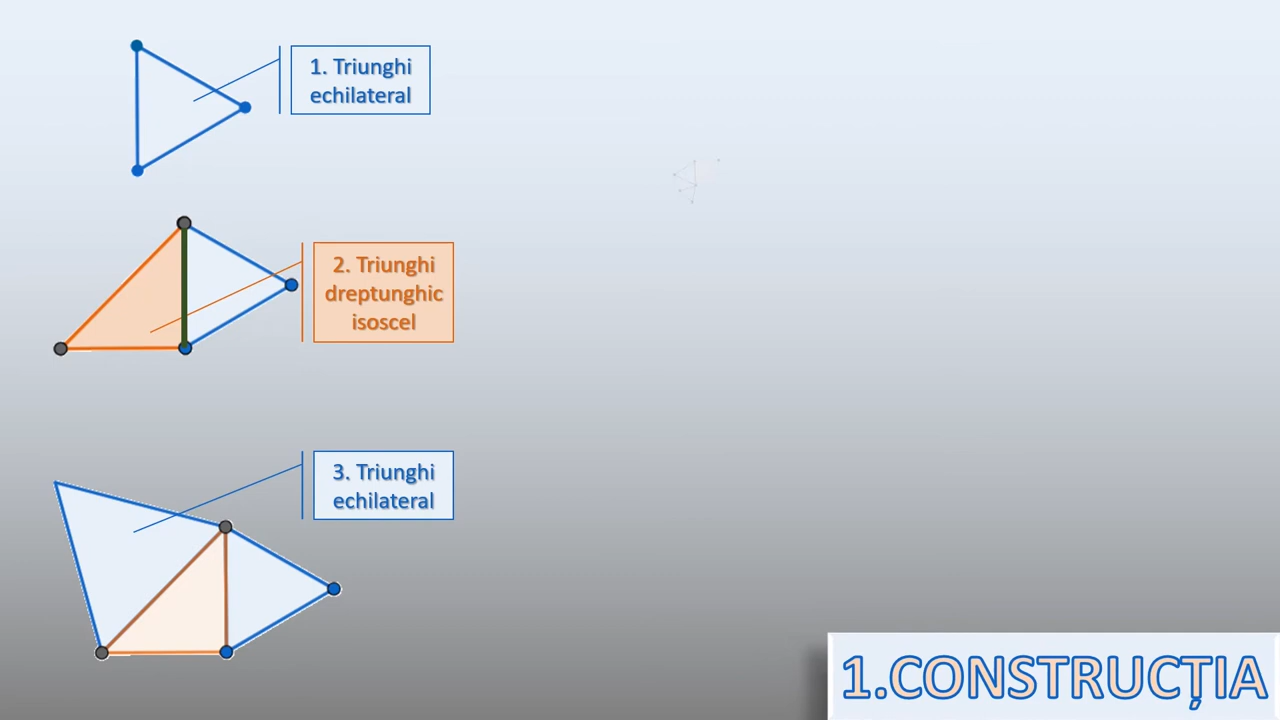 1. Triunghi
echilateral
2. Triunghi
dreptunghic
isoscel
3. Triunghi
echilateral
1.CONSTRUCȚIA